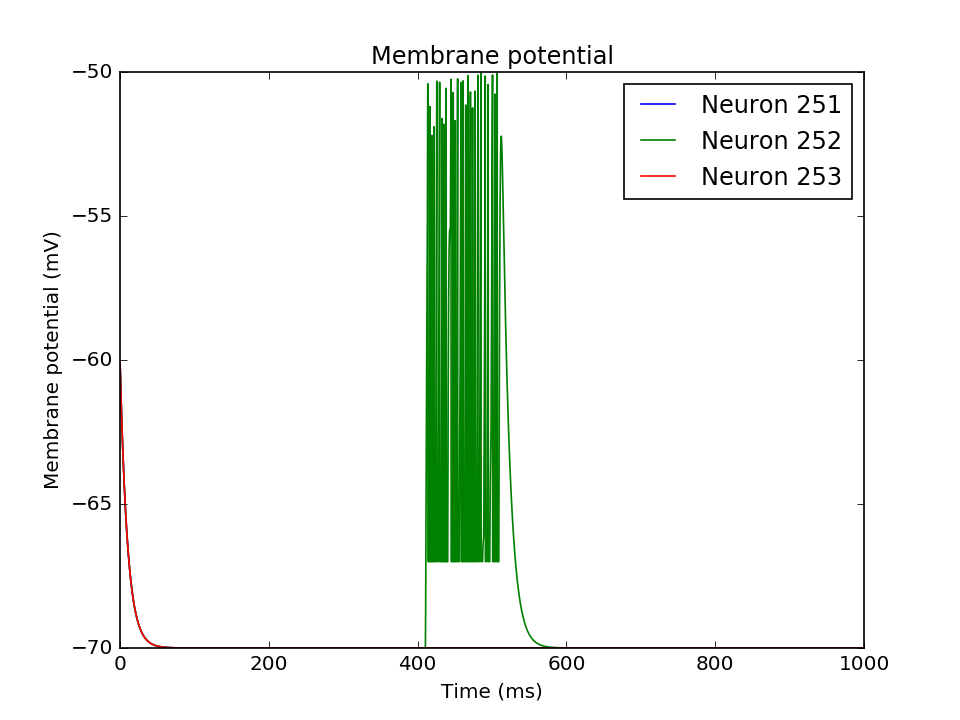 Membrane potential
−50
−55
−60
−65
−70
Membrane potential (mV)
Neuron 251
Neuron 252
Neuron 253
0
200
400
600
800
1000
Time (ms)